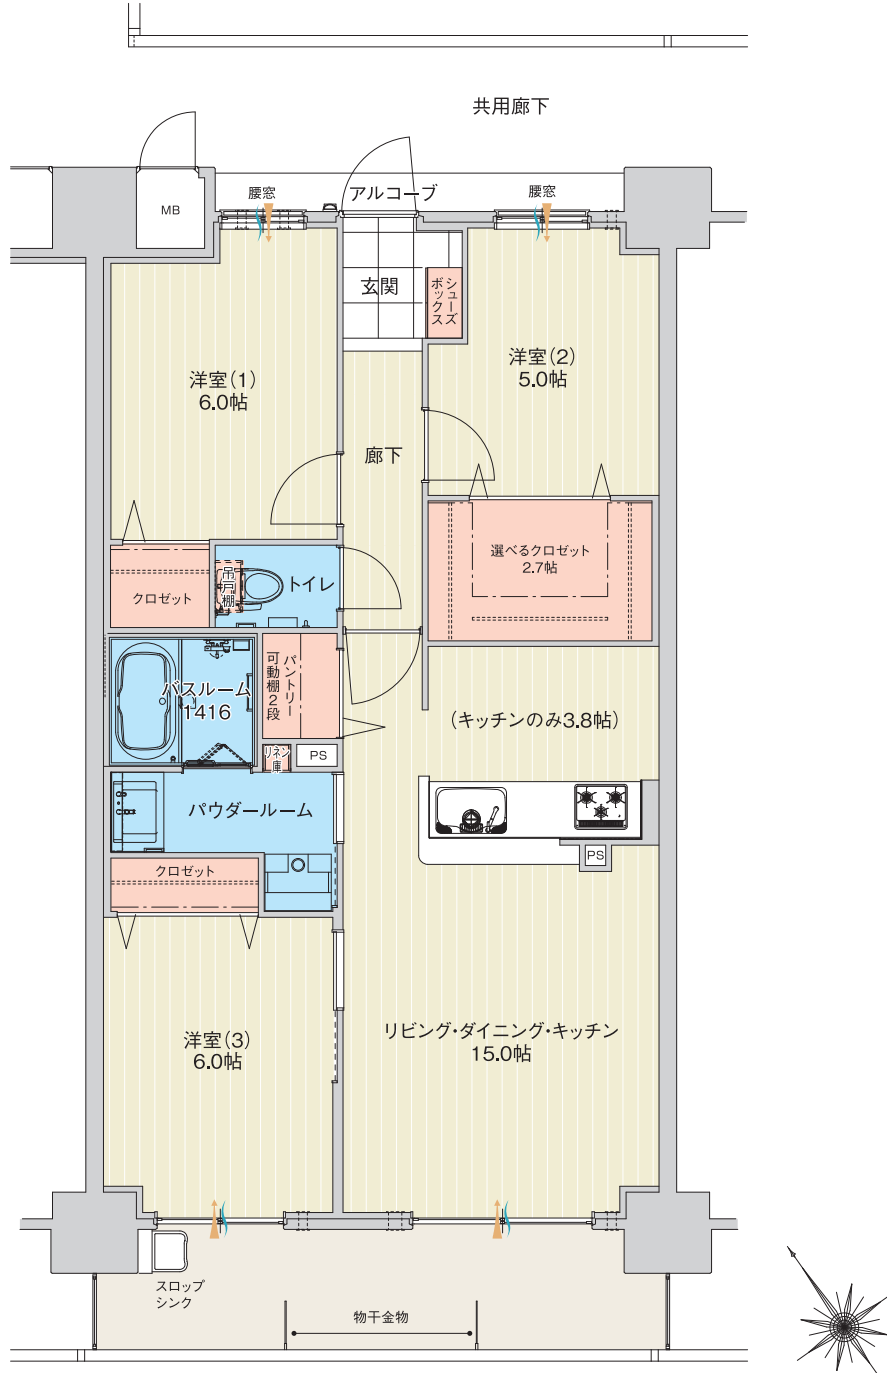 共用廊下
腰窓
アルコーブ
腰窓
MB
玄関
シューズ
ボックス
洋室(1)
6.0帖
洋室(2)
5.0帖
廊下
選べるクロゼット
2.7帖
クロゼット
吊戸棚
トイレ
バスルーム
1416
パントリー
可動棚2段
リネン
庫
PS
(キッチンのみ3.8帖)
パウダールーム
PS
クロゼット
洋室(3)
6.0帖
リビング・ダイニング・キッチン
15.0帖
スロップ
シンク
物干金物